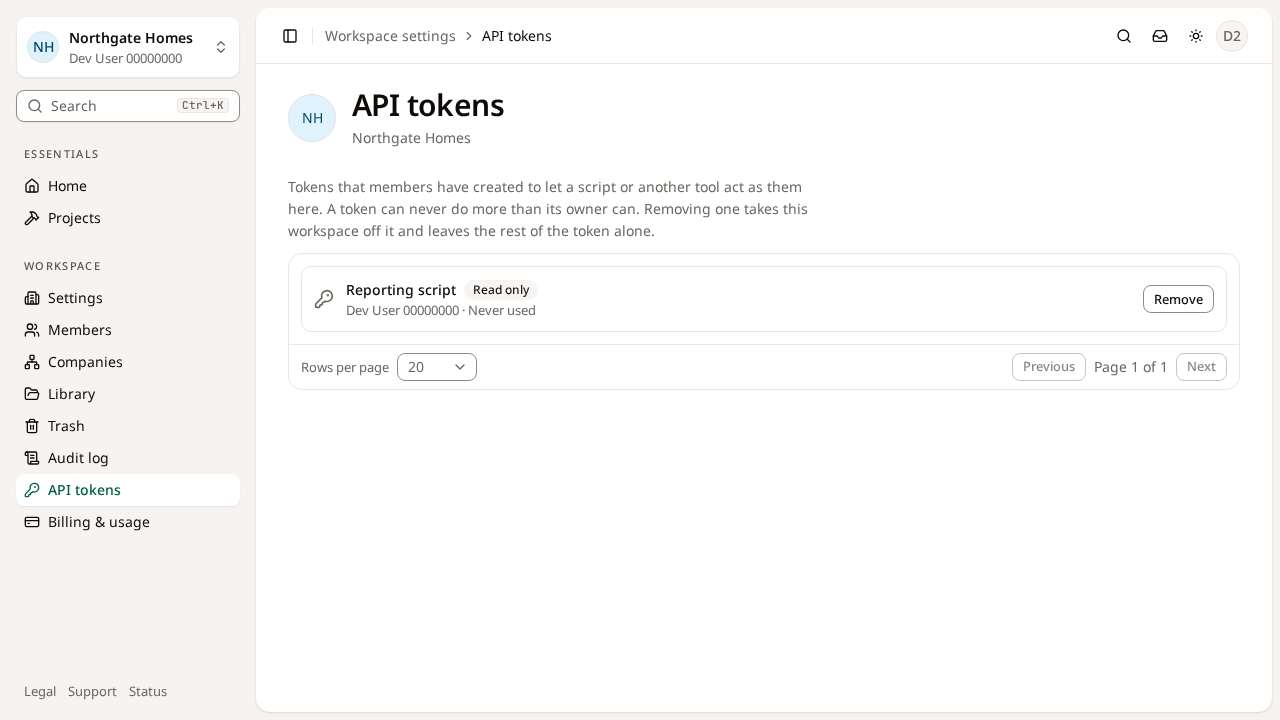 NH
Northgate Homes
Dev User 00000000
Search
Ctrl+K
ESSENTIALS
Home
Projects
WORKSPACE
Settings
Members
Companies
Library
Trash
Audit log
API tokens
Billing & usage
Legal Support Status
Workspace settings > API tokens
D2
NH
API tokens
Northgate Homes
Tokens that members have created to let a script or another tool act as them
here. A token can never do more than its owner can. Removing one takes this
workspace off it and leaves the rest of the token alone.
Reporting script Read only
Dev User 00000000 · Never used
Remove
Rows per page 20
Previous Page 1 of 1 Next